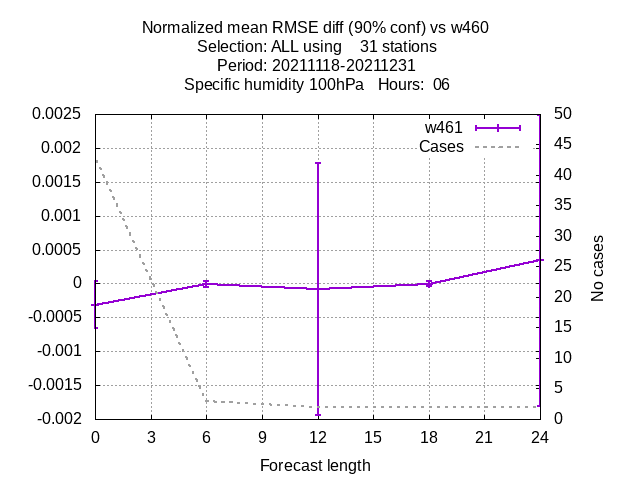 Normalized mean RMSE diff (90% conf) vs w460
Selection: ALL using    31 stations
Period: 20211118-20211231
Specific humidity 100hPa   Hours:  06
w461
Cases
0.0025
0.002
0.0015
0.001
0.0005
0
-0.0005
-0.001
-0.0015
-0.002
50
45
40
35
30
25
20
15
10
5
0
No cases
0 3 6 9 12 15 18 21 24
Forecast length